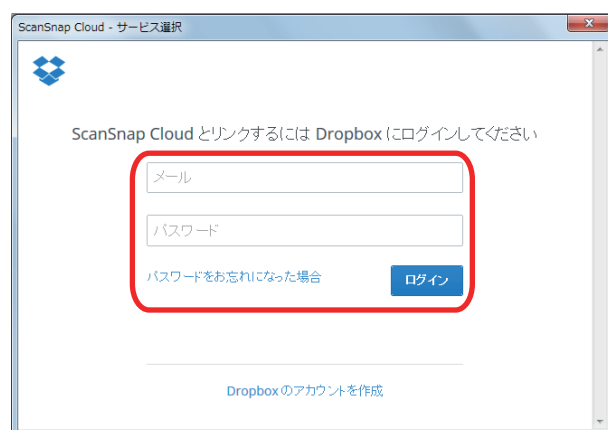 ScanSnap Cloud - サービス選択
ScanSnap Cloud とリンクするには Dropbox にログインしてください
メール
パスワード
パスワードをお忘れになった場合
ログイン
Dropbox のアカウントを作成